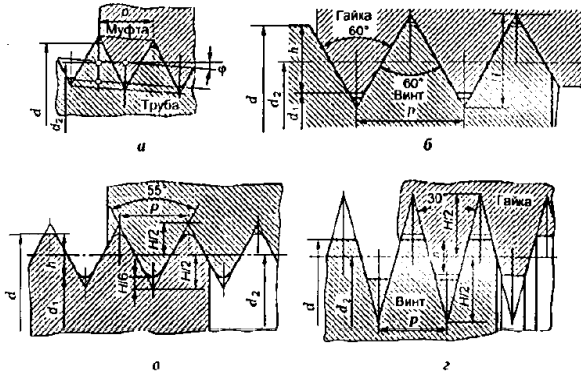 Муфта
φ
d
d₂
Труба
а
Гайка
60°
h
d
d₂
d₁
60°
Винт
P
б
55°
P
H/2
h
H/6
H/2
d
d₁
d₂
о
30°
H/2
Гайка
d
d₂
Винт
H/2
P
г